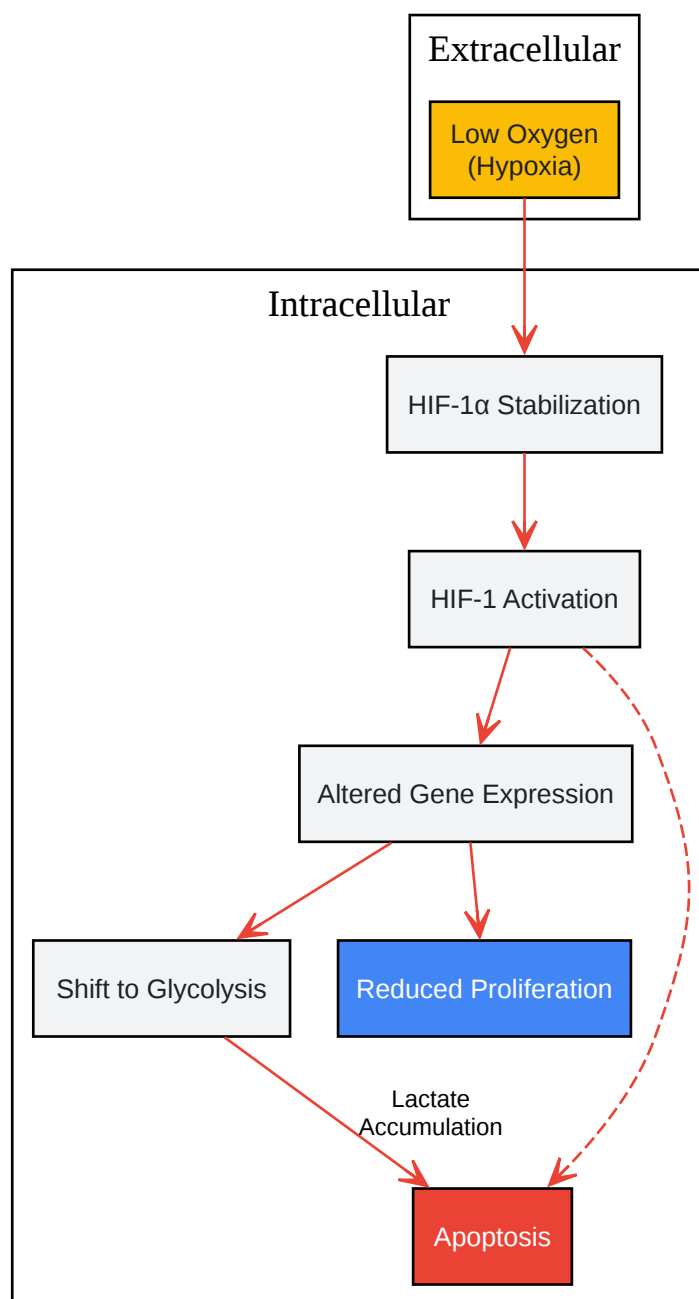 Extracellular
Low Oxygen
(Hypoxia)
Intracellular
HIF-1α Stabilization
HIF-1 Activation
Altered Gene Expression
Shift to Glycolysis
Reduced Proliferation
Lactate
Accumulation
Apoptosis